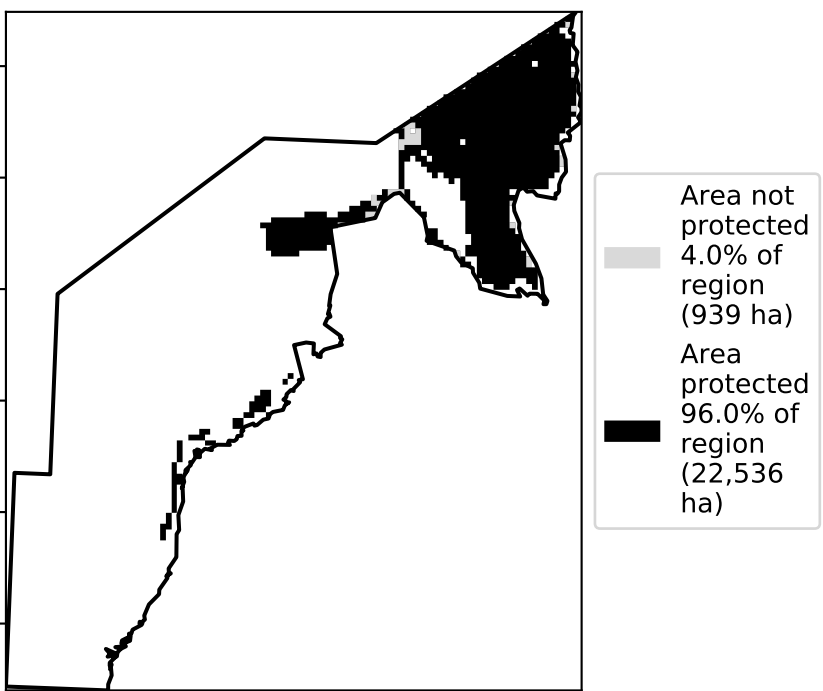 Area not
protected
4.0% of
region
(939 ha)
Area
protected
96.0% of
region
(22,536
ha)